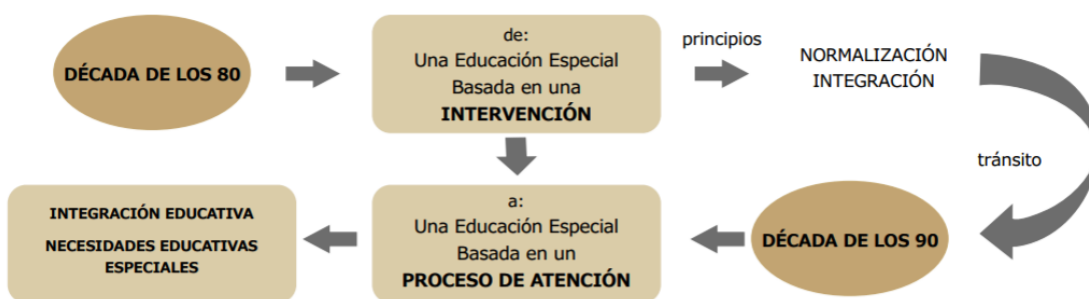 DÉCADA DE LOS 80
de:
Una Educación Especial
Basada en una
INTERVENCIÓN
principios
NORMALIZACIÓN
INTEGRACIÓN
tránsito
DÉCADA DE LOS 90
a:
Una Educación Especial
Basada en un
PROCESO DE ATENCIÓN
INTEGRACIÓN EDUCATIVA
NECESIDADES EDUCATIVAS
ESPECIALES